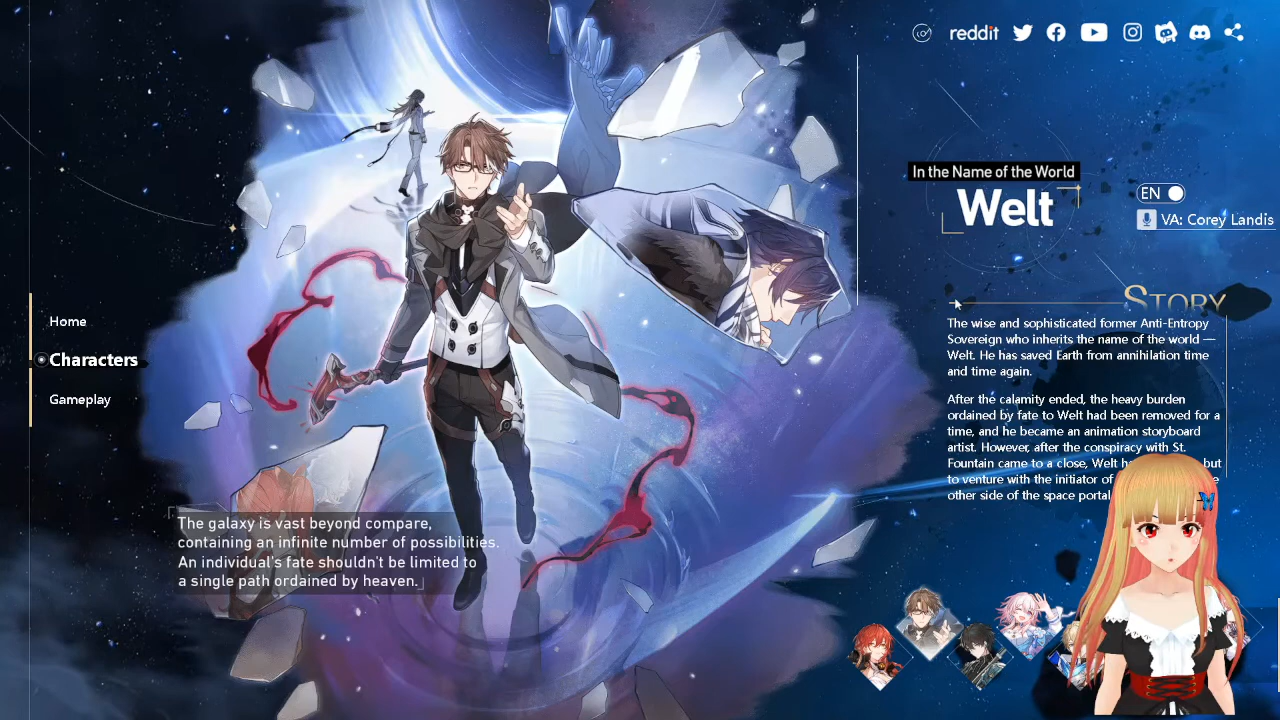 reddit
In the Name of the World
Welt
EN
VA: Corey Landis
STORY
Home
Characters
Gameplay
The wise and sophisticated former Anti-Entropy
Sovereign who inherits the name of the world —
Welt. He has saved Earth from annihilation time
and time again.
After the calamity ended, the heavy burden
ordained by fate to Welt had been removed for a
time, and he became an animation storyboard
artist. However, after the conspiracy with St.
Fountain came to a close, Welt but
to venture with the initiator of
other side of the space portal
「The galaxy is vast beyond compare,
containing an infinite number of possibilities.
An individual's fate shouldn't be limited to
a single path ordained by heaven.」